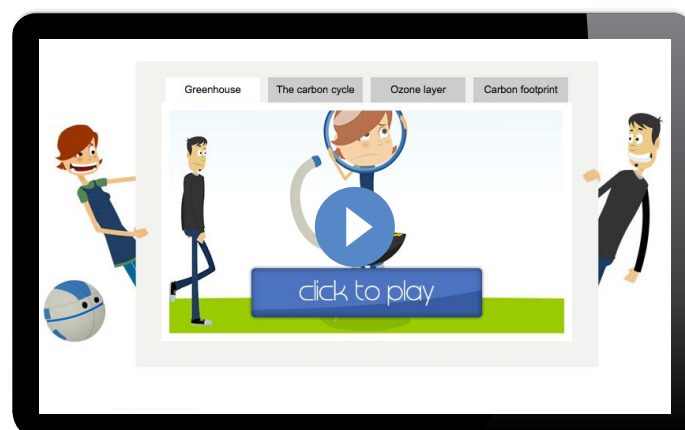 Greenhouse
The carbon cycle
Ozone layer
Carbon footprint
click to play